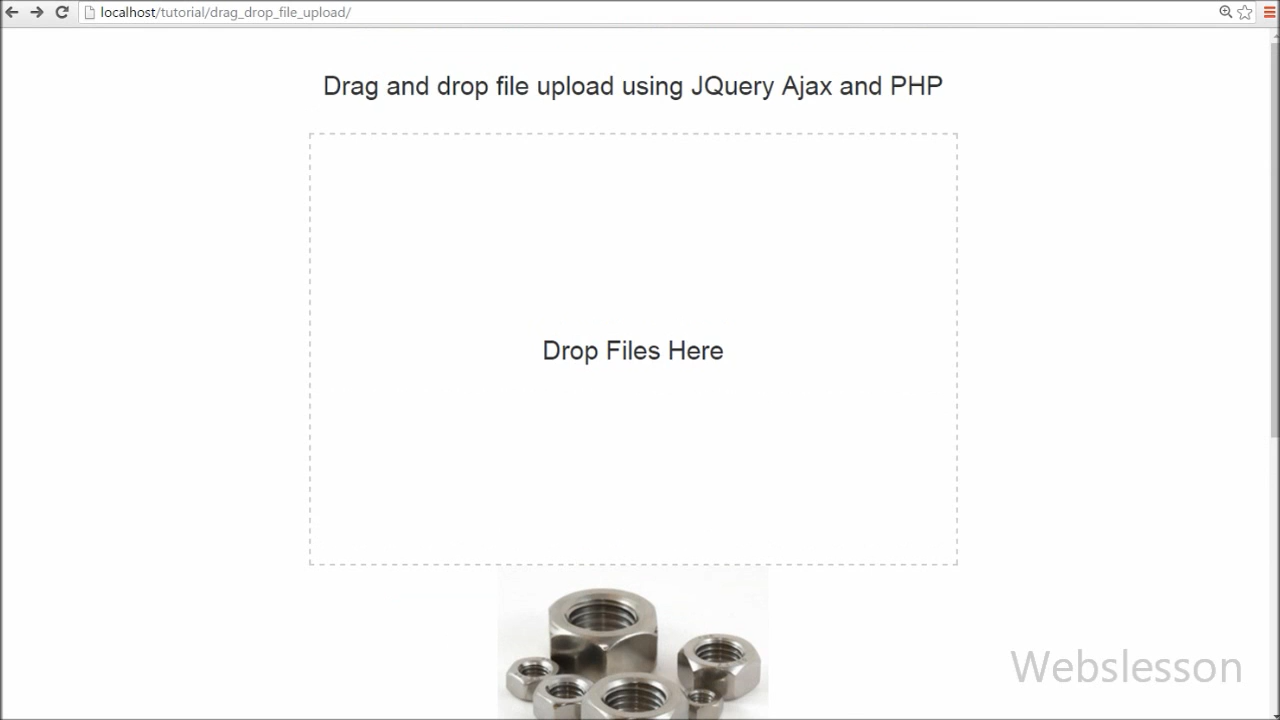 localhost/tutorial/drag_drop_file_upload/
Drag and drop file upload using JQuery Ajax and PHP
Drop Files Here
Webslesson